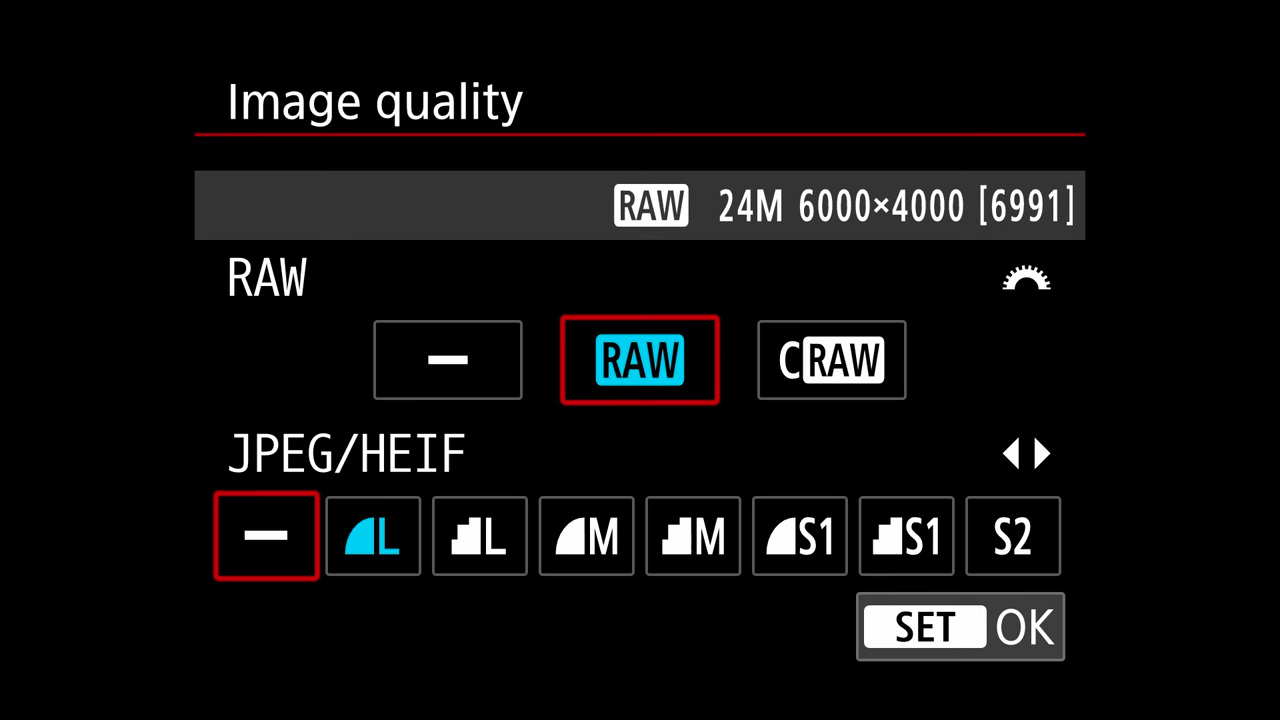 Image quality
RAW 24M 6000×4000 [6991]
RAW
— RAW CRAW
JPEG/HEIF
— L L M M S1 S1 S2
SET OK